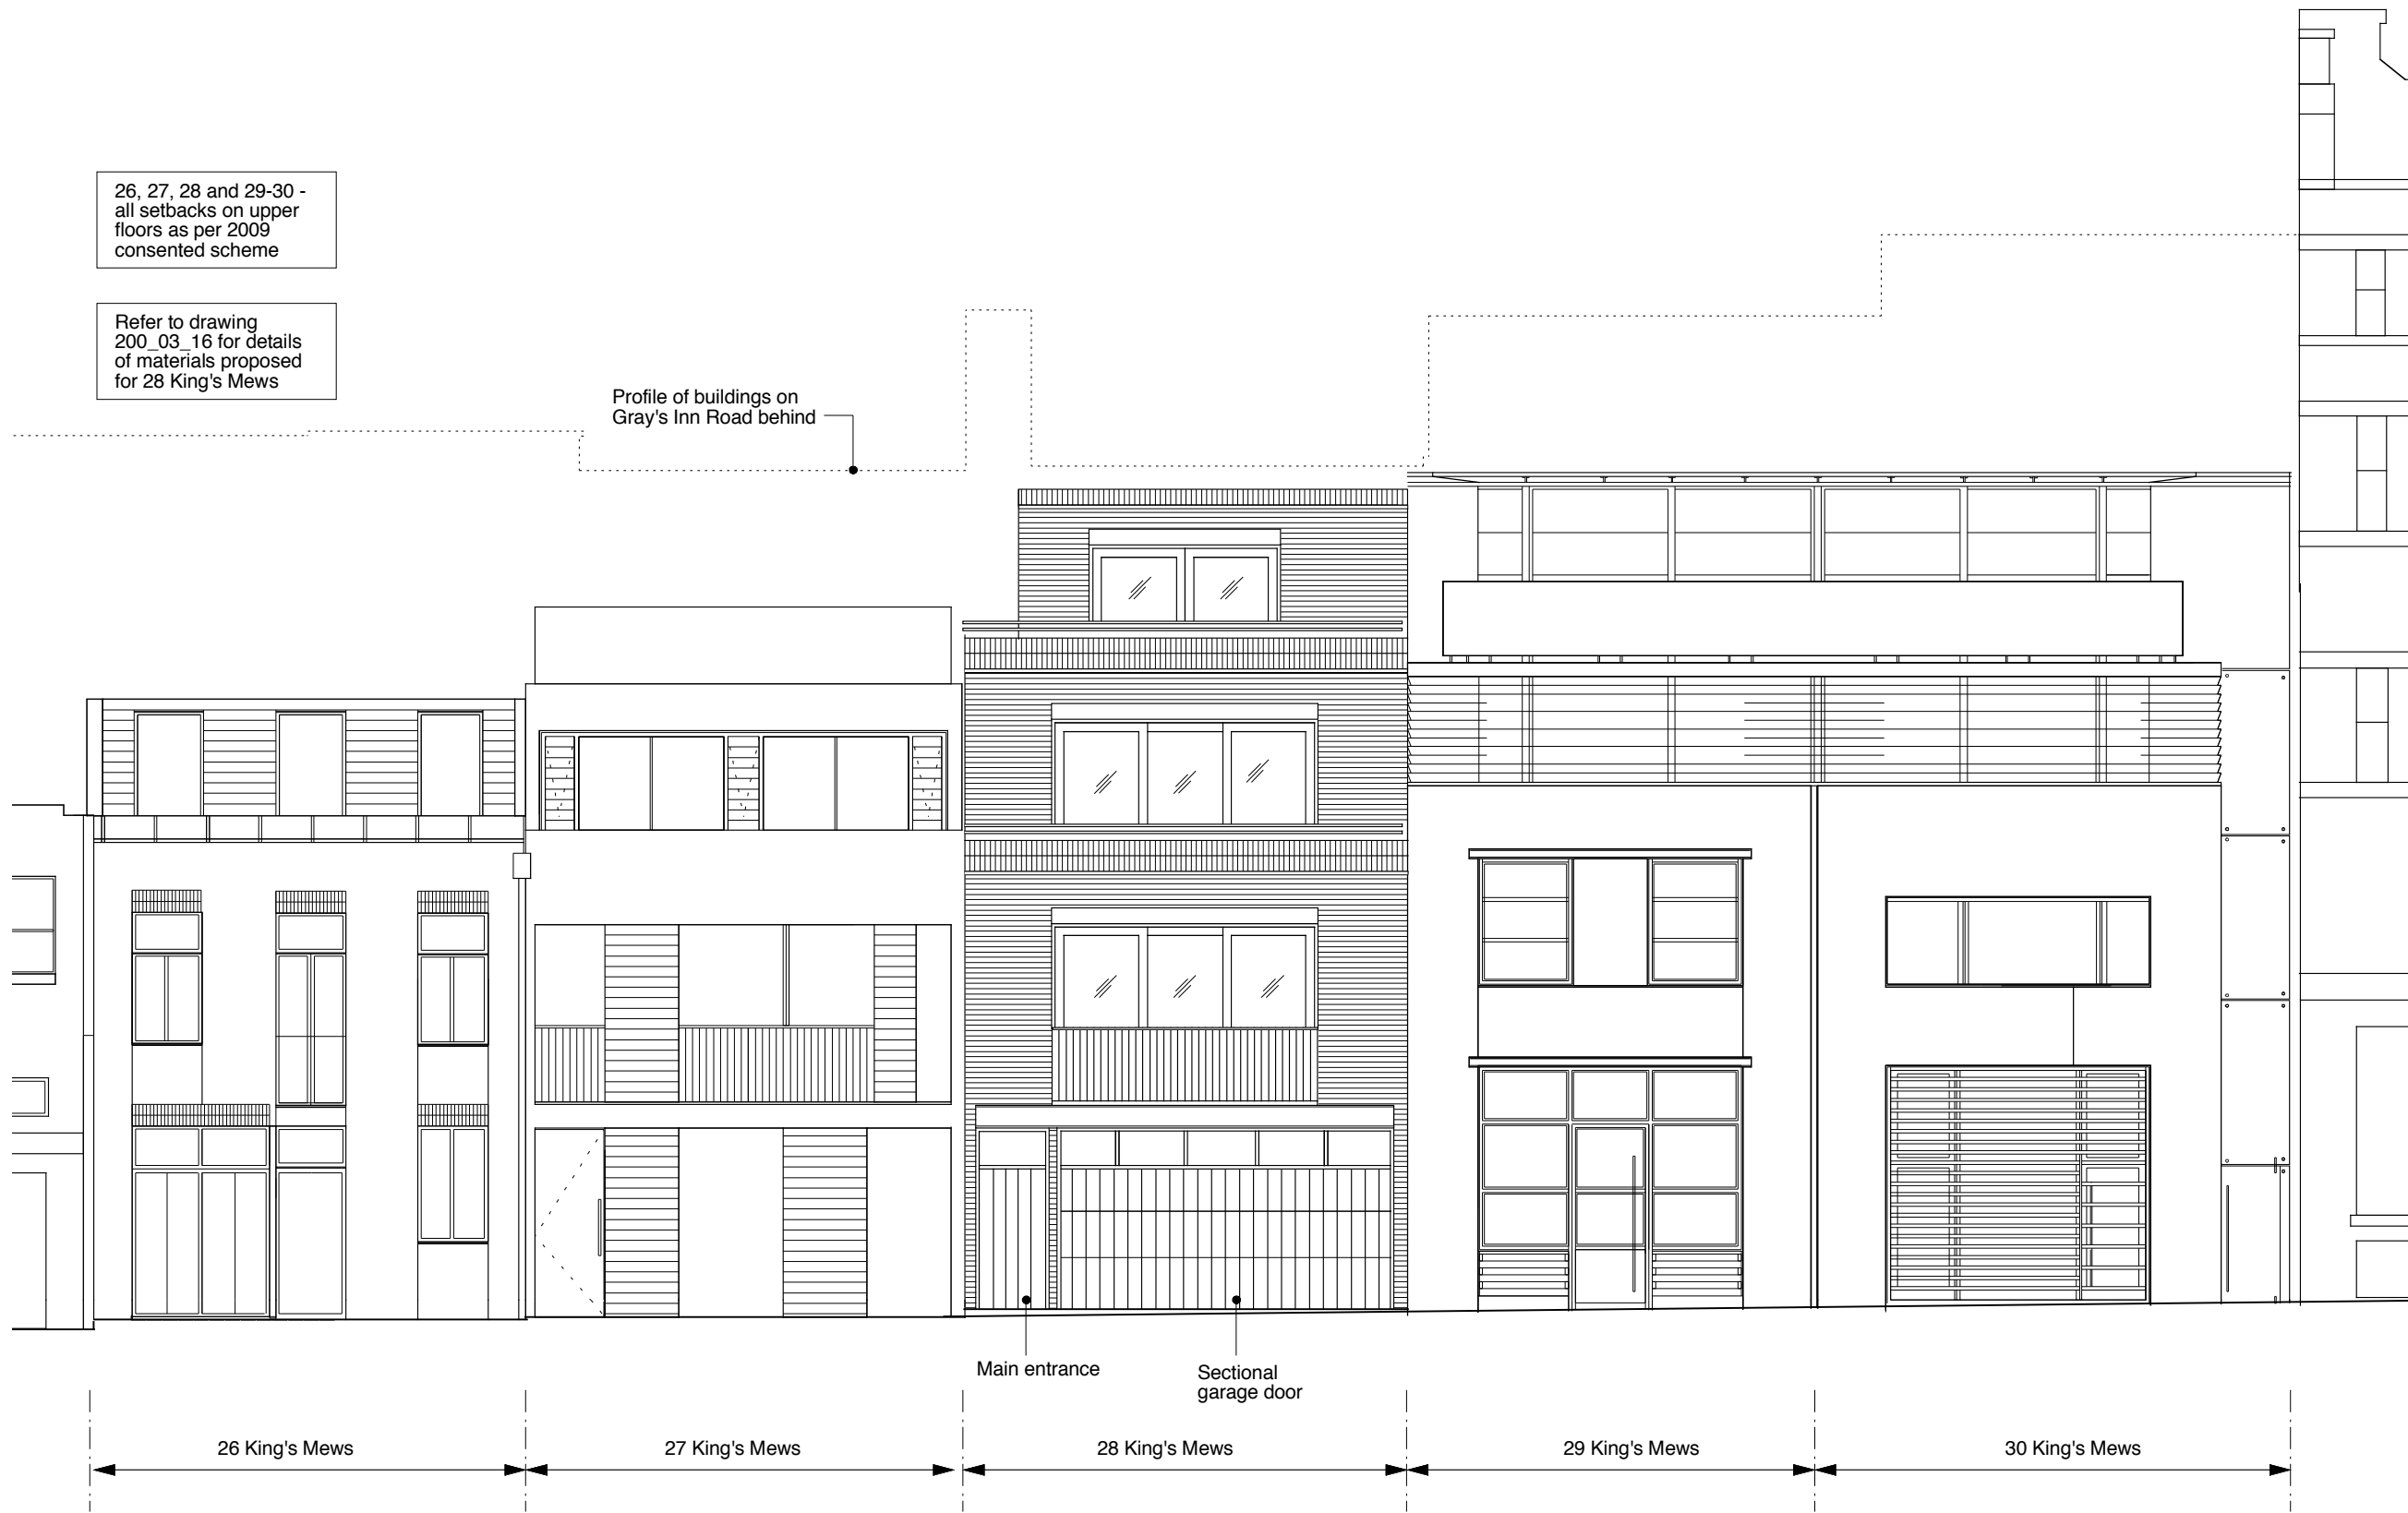 26, 27, 28 and 29-30 -
all setbacks on upper
floors as per 2009
consented scheme
Refer to drawing
200_03_16 for details
of materials proposed
for 28 King's Mews
Profile of buildings on
Gray's Inn Road behind
Main entrance
Sectional
garage door
26 King's Mews
27 King's Mews
28 King's Mews
29 King's Mews
30 King's Mews